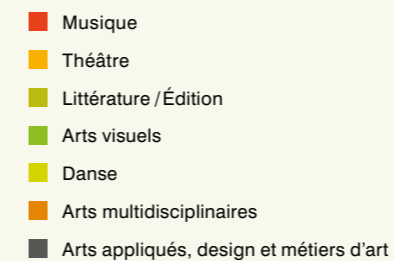 Musique
Théâtre
Littérature / Édition
Arts visuels
Danse
Arts multidisciplinaires
Arts appliqués, design et métiers d'art